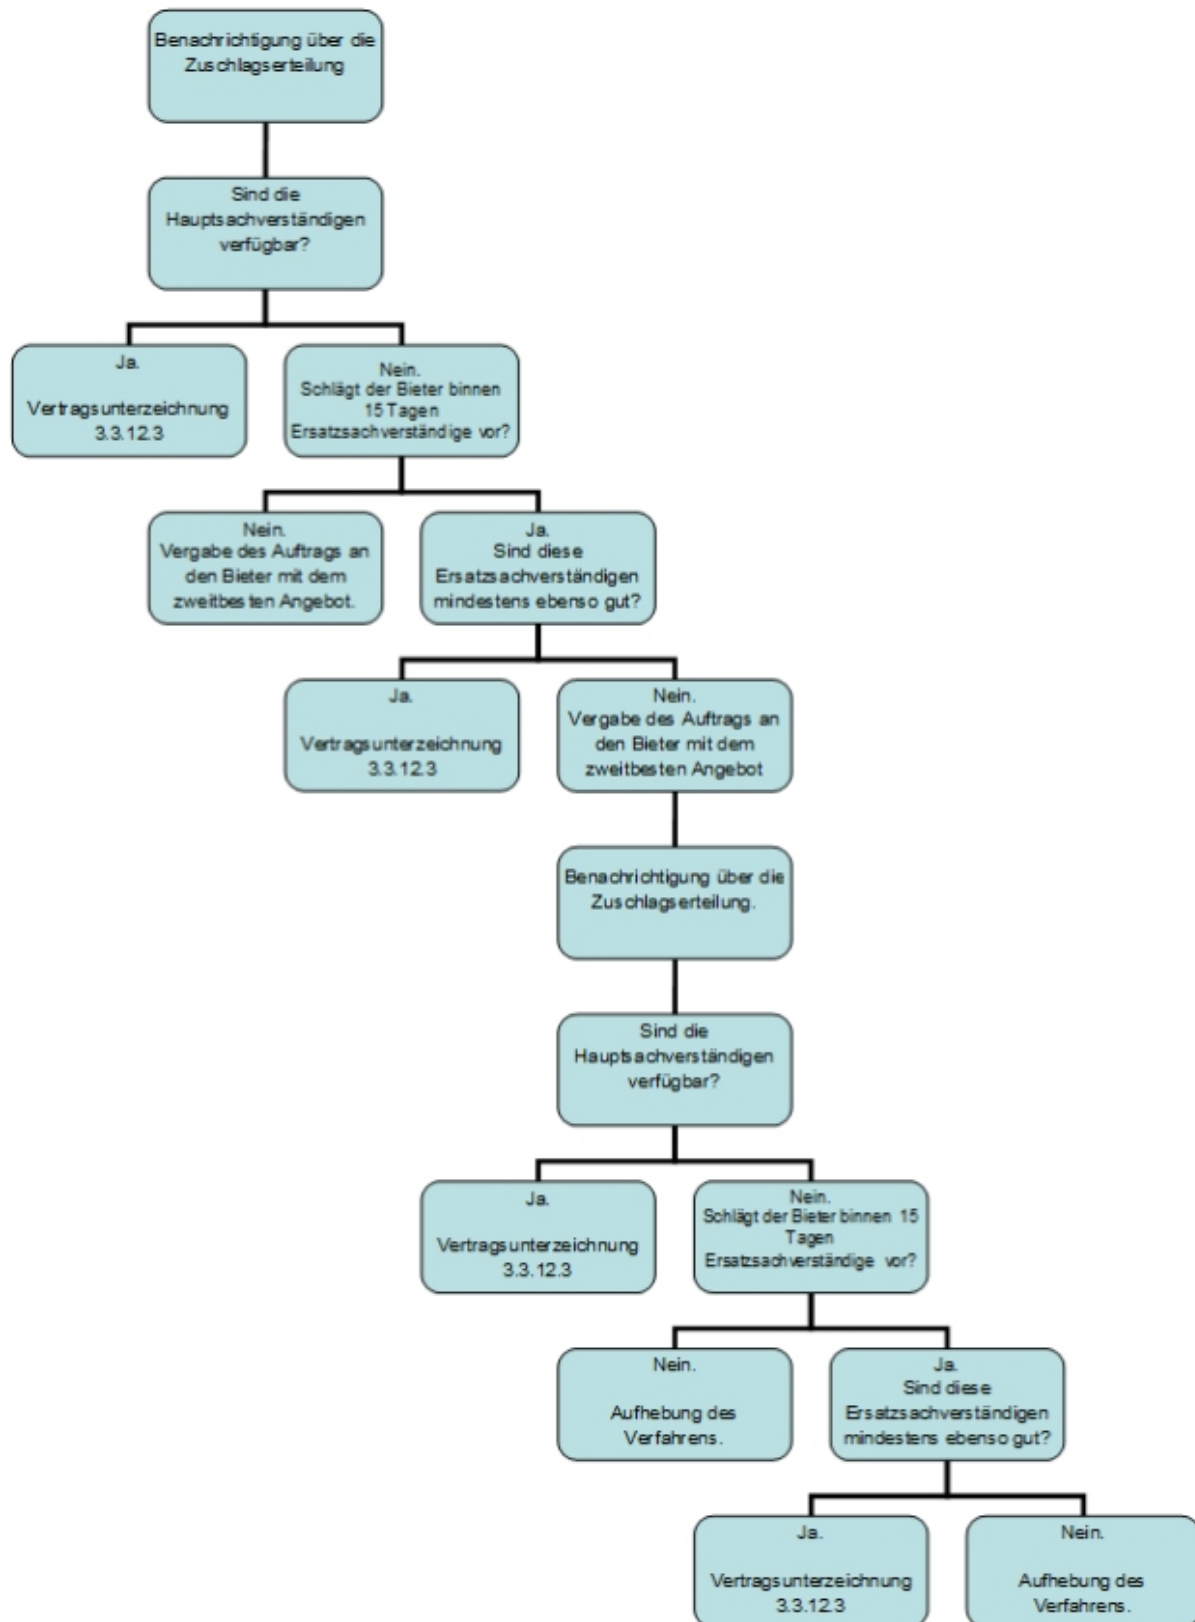 Benachrichtigung über die
Zuschlagserteilung
Sind die
Hauptsachverständigen
verfügbar?
Ja.
Vertragsunterzeichnung
3.3.12.3
Nein.
Schlägt der Bieter binnen
15 Tagen
Ersatzsachverständige vor?
Nein.
Vergabe des Auftrags an
den Bieter mit dem
zweitbesten Angebot.
Ja.
Sind diese
Ersatzsachverständigen
mindestens ebenso gut?
Ja.
Vertragsunterzeichnung
3.3.12.3
Nein.
Vergabe des Auftrags an
den Bieter mit dem
zweitbesten Angebot
Benachrichtigung über die
Zuschlagserteilung.
Sind die
Hauptsachverständigen
verfügbar?
Ja.
Vertragsunterzeichnung
3.3.12.3
Nein.
Schlägt der Bieter binnen 15
Tagen
Ersatzsachverständige vor?
Nein.
Aufhebung des
Verfahrens.
Ja.
Sind diese
Ersatzsachverständigen
mindestens ebenso gut?
Ja.
Vertragsunterzeichnung
3.3.12.3
Nein.
Aufhebung des
Verfahrens.